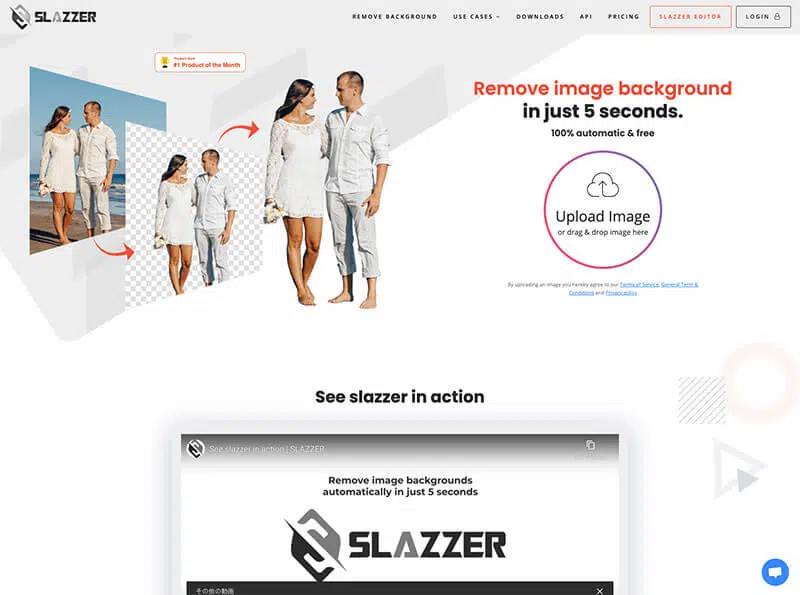 SLAZZER
REMOVE BACKGROUND
USE CASES
DOWNLOADS
API
PRICING
SLAZZER EDITOR
LOGIN
#1 Product of the Month
Remove image background
in just 5 seconds.
100% automatic & free
Upload Image
or drag & drop image here
By uploading an image you hereby agree to our Terms of Service, General Term &
Conditions and Privacy policy
See slazzer in action
See slazzer in action | SLAZZER
Remove image backgrounds
automatically in just 5 seconds
SLAZZER
その他の動画